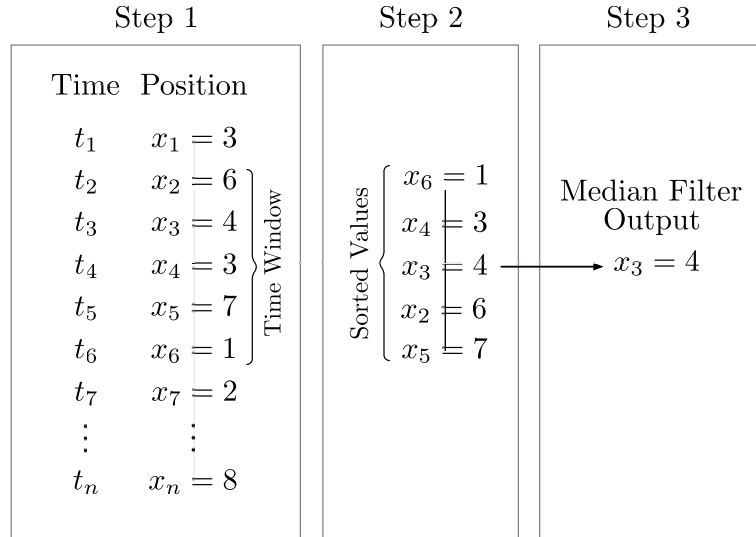 Step 1
Time Position
t₁ x₁ = 3
t₂ x₂ = 6
t₃ x₃ = 4
t₄ x₄ = 3
t₅ x₅ = 7
t₆ x₆ = 1
t₇ x₇ = 2
⋮ ⋮
tₙ xₙ = 8
Time Window
Step 2
Sorted Values
x₆ = 1
x₄ = 3
x₃ = 4
x₂ = 6
x₅ = 7
Step 3
Median Filter
Output
x₃ = 4